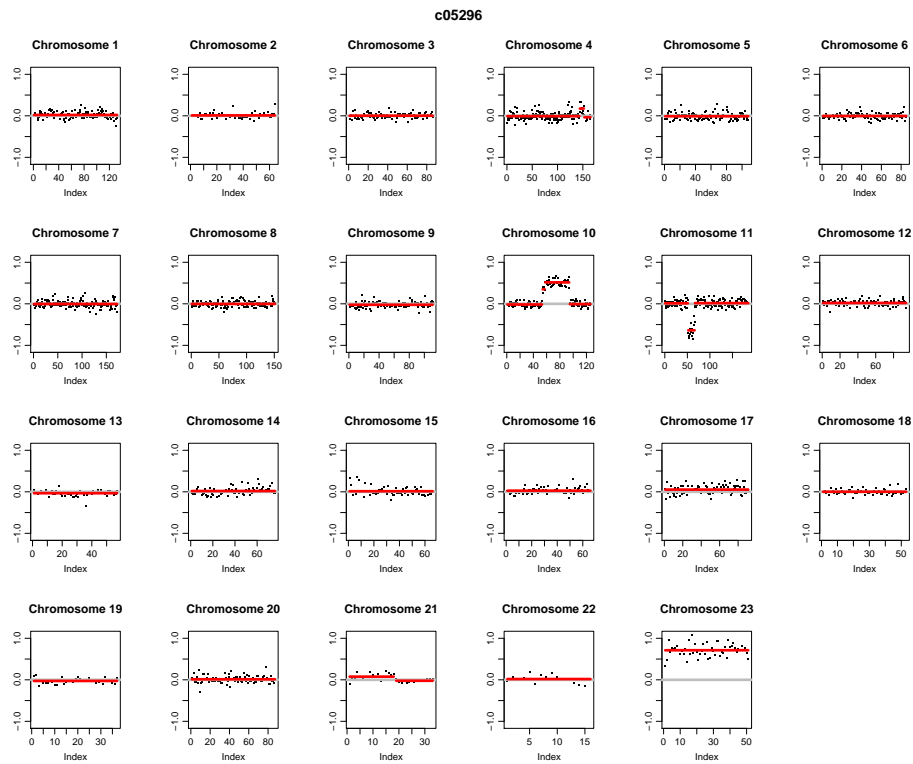 c05296
Chromosome 1 Chromosome 2 Chromosome 3 Chromosome 4 Chromosome 5 Chromosome 6
1.0 1.0 1.0 1.0 1.0 1.0
0.0 0.0 0.0 0.0 0.0 0.0
−1.0 −1.0 −1.0 −1.0 −1.0 −1.0
0 40 80 120 0 20 40 60 0 20 40 60 80 0 50 100 150 0 20 40 60 80 0 20 40 60 80
Index Index Index Index Index Index
Chromosome 7 Chromosome 8 Chromosome 9 Chromosome 10 Chromosome 11 Chromosome 12
1.0 1.0 1.0 1.0 1.0 1.0
0.0 0.0 0.0 0.0 0.0 0.0
−1.0 −1.0 −1.0 −1.0 −1.0 −1.0
0 50 100 150 0 50 100 150 0 40 80 0 20 40 60 80 120 0 50 100 0 20 40 60 80
Index Index Index Index Index Index
Chromosome 13 Chromosome 14 Chromosome 15 Chromosome 16 Chromosome 17 Chromosome 18
1.0 1.0 1.0 1.0 1.0 1.0
0.0 0.0 0.0 0.0 0.0 0.0
−1.0 −1.0 −1.0 −1.0 −1.0 −1.0
0 20 40 0 20 40 60 0 20 40 60 0 20 40 60 0 20 40 60 80 0 10 30 50
Index Index Index Index Index Index
Chromosome 19 Chromosome 20 Chromosome 21 Chromosome 22 Chromosome 23
1.0 1.0 1.0 1.0 1.0
0.0 0.0 0.0 0.0 0.0
−1.0 −1.0 −1.0 −1.0 −1.0
0 10 20 30 0 20 40 60 80 0 10 20 30 5 10 15 0 10 20 30 40 50
Index Index Index Index Index